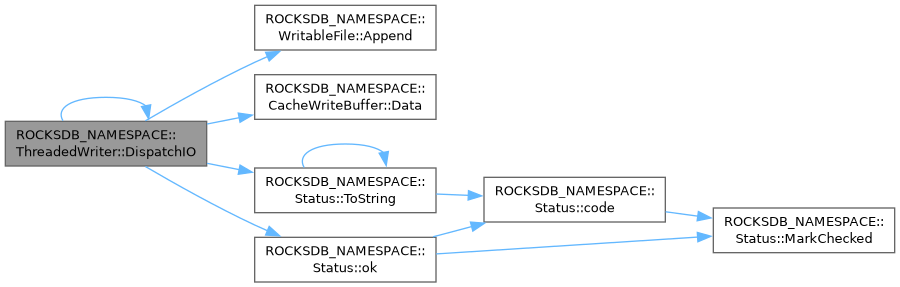 ROCKSDB_NAMESPACE::
WritableFile::Append
ROCKSDB_NAMESPACE::
CacheWriteBuffer::Data
ROCKSDB_NAMESPACE::
ThreadedWriter::DispatchIO
ROCKSDB_NAMESPACE::
Status::ToString
ROCKSDB_NAMESPACE::
Status::code
ROCKSDB_NAMESPACE::
Status::MarkChecked
ROCKSDB_NAMESPACE::
Status::ok